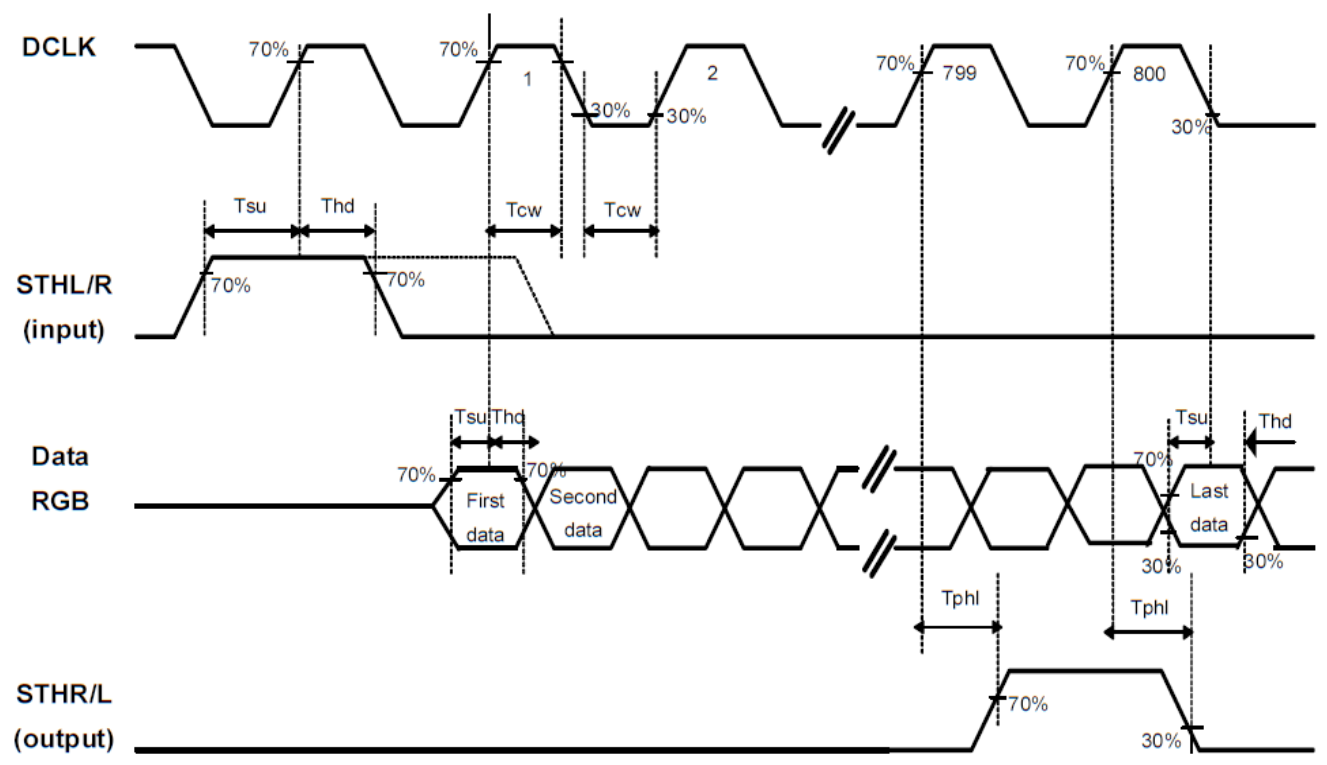 DCLK
70%
70%
1
30%
30%
2
70%
799
70%
800
30%
Tsu
Thd
Tcw
Tcw
STHL/R
(input)
70%
70%
Data
RGB
Tsu
Thd
70%
70%
First
data
Second
data
Tsu
Thd
70%
Last
data
30%
30%
Tphl
Tphl
STHR/L
(output)
70%
30%